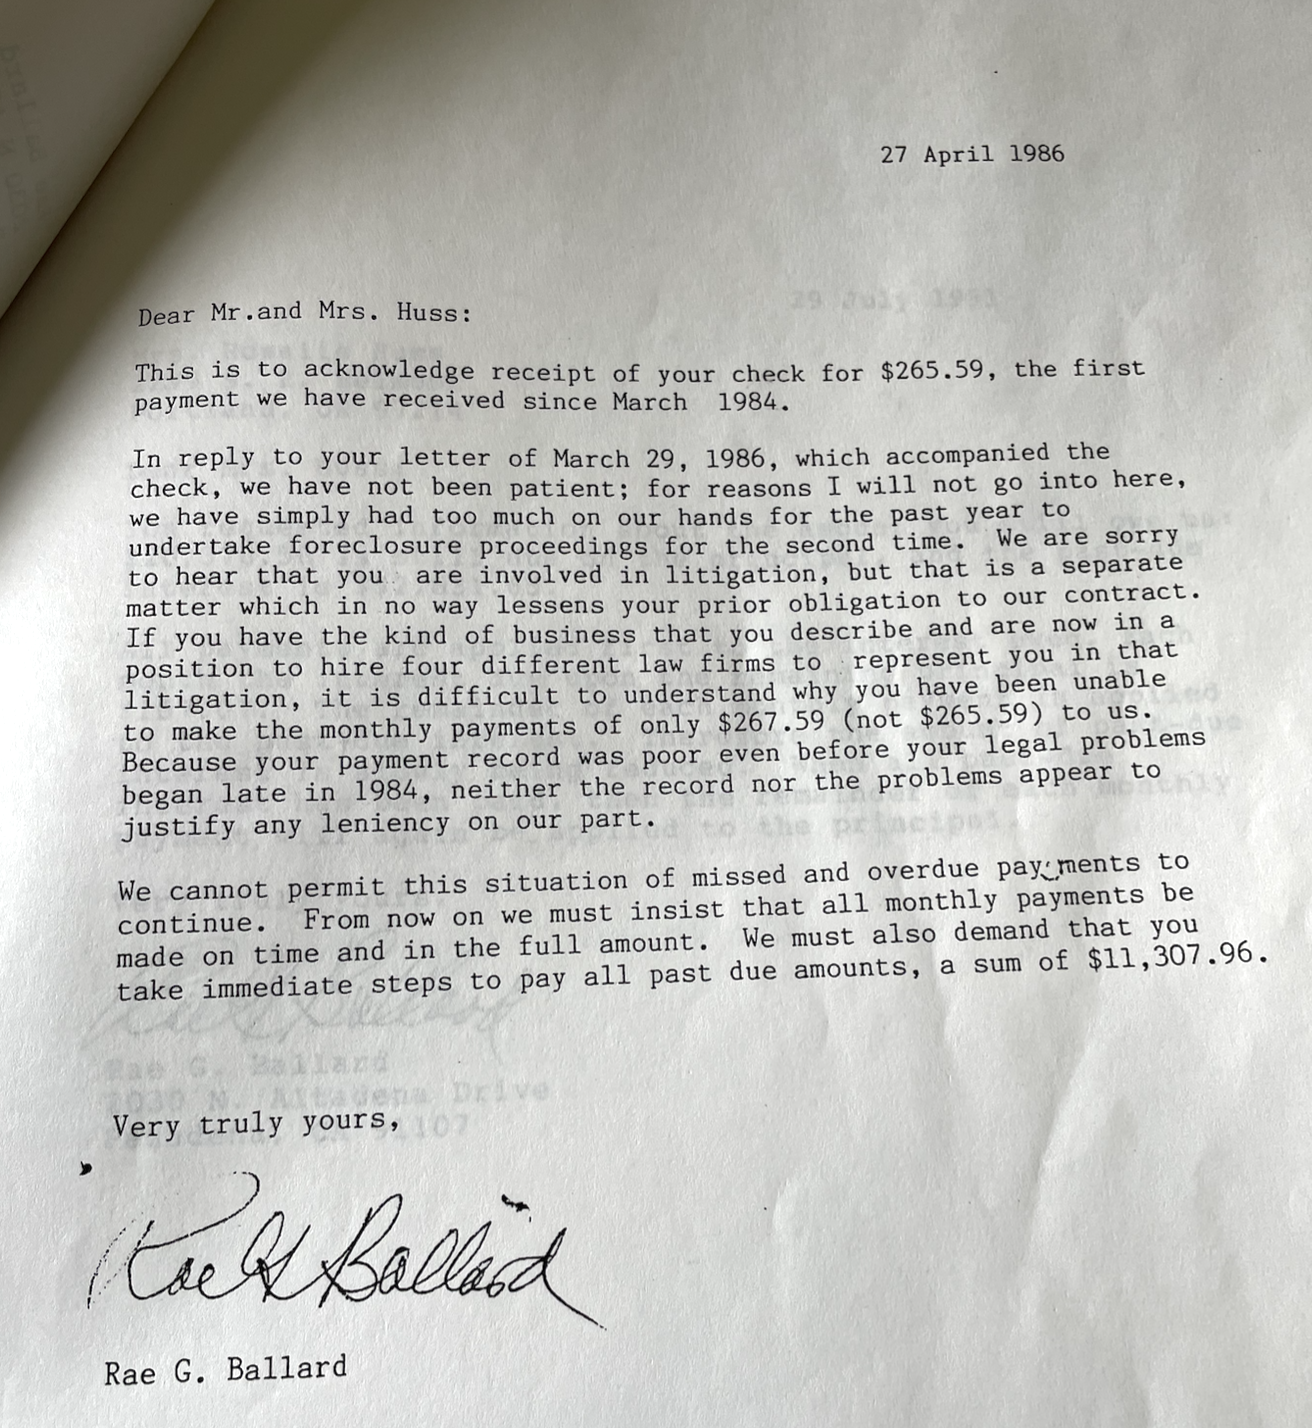 27 April 1986
Dear Mr.and Mrs. Huss:
This is to acknowledge receipt of your check for $265.59, the first
payment we have received since March 1984.
In reply to your letter of March 29, 1986, which accompanied the
check, we have not been patient; for reasons I will not go into here,
we have simply had too much on our hands for the past year to
undertake foreclosure proceedings for the second time. We are sorry
to hear that you are involved in litigation, but that is a separate
matter which in no way lessens your prior obligation to our contract.
If you have the kind of business that you describe and are now in a
position to hire four different law firms to represent you in that
litigation, it is difficult to understand why you have been unable
to make the monthly payments of only $267.59 (not $265.59) to us.
Because your payment record was poor even before your legal problems
began late in 1984, neither the record nor the problems appear to
justify any leniency on our part.
We cannot permit this situation of missed and overdue payments to
continue. From now on we must insist that all monthly payments be
made on time and in the full amount. We must also demand that you
take immediate steps to pay all past due amounts, a sum of $11,307.96.
Rae G. Ballard
N. Altadena Drive
Very truly yours,
Rae G Ballard
Rae G. Ballard